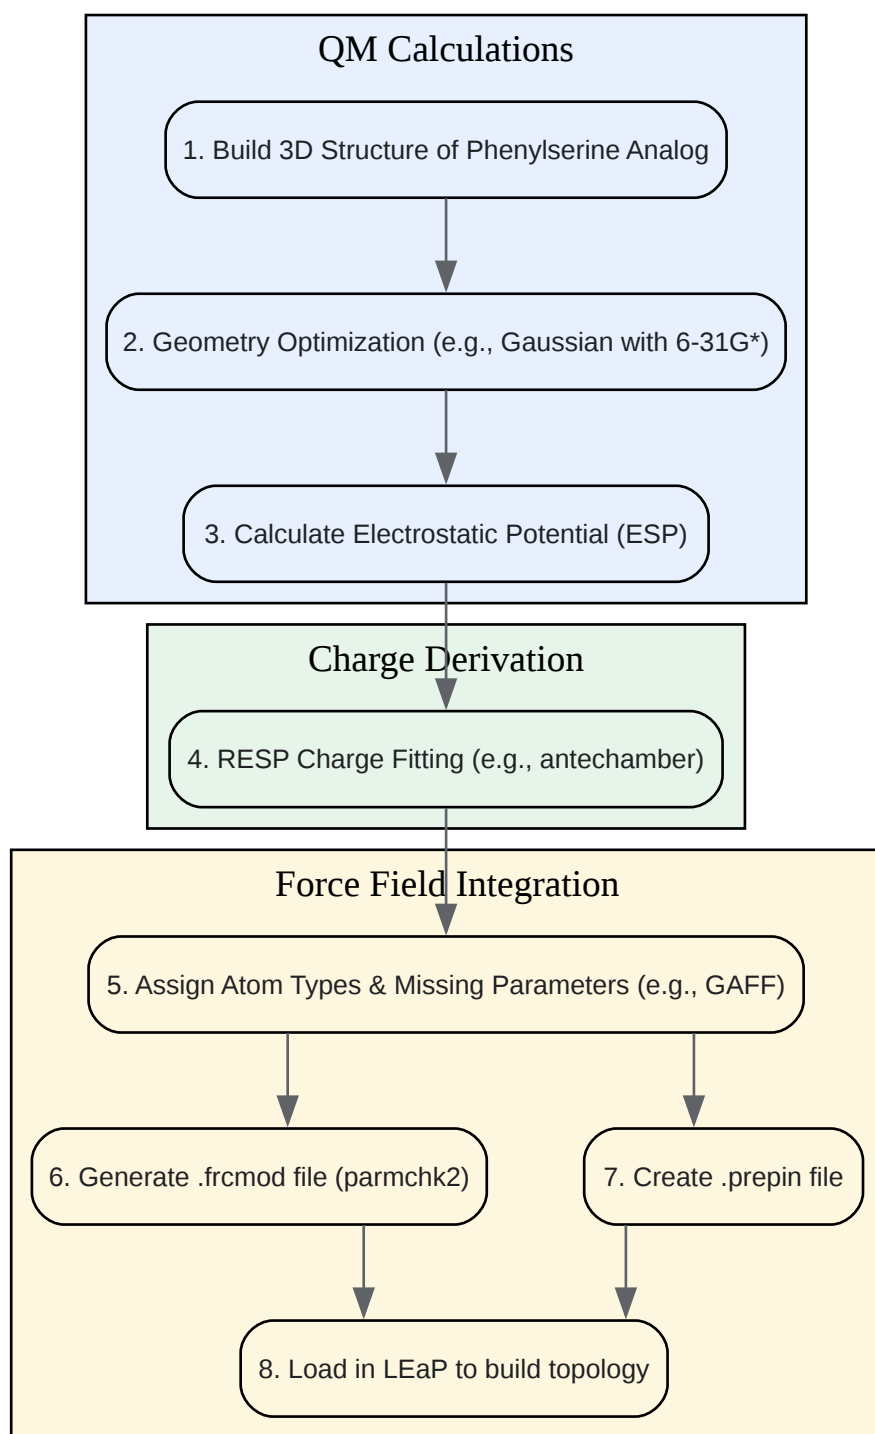 QM Calculations
1. Build 3D Structure of Phenylserine Analog
2. Geometry Optimization (e.g., Gaussian with 6-31G*)
3. Calculate Electrostatic Potential (ESP)
Charge Derivation
4. RESP Charge Fitting (e.g., antechamber)
Force Field Integration
5. Assign Atom Types & Missing Parameters (e.g., GAFF)
6. Generate .frcmod file (parmchk2)
7. Create .prepin file
8. Load in LEaP to build topology